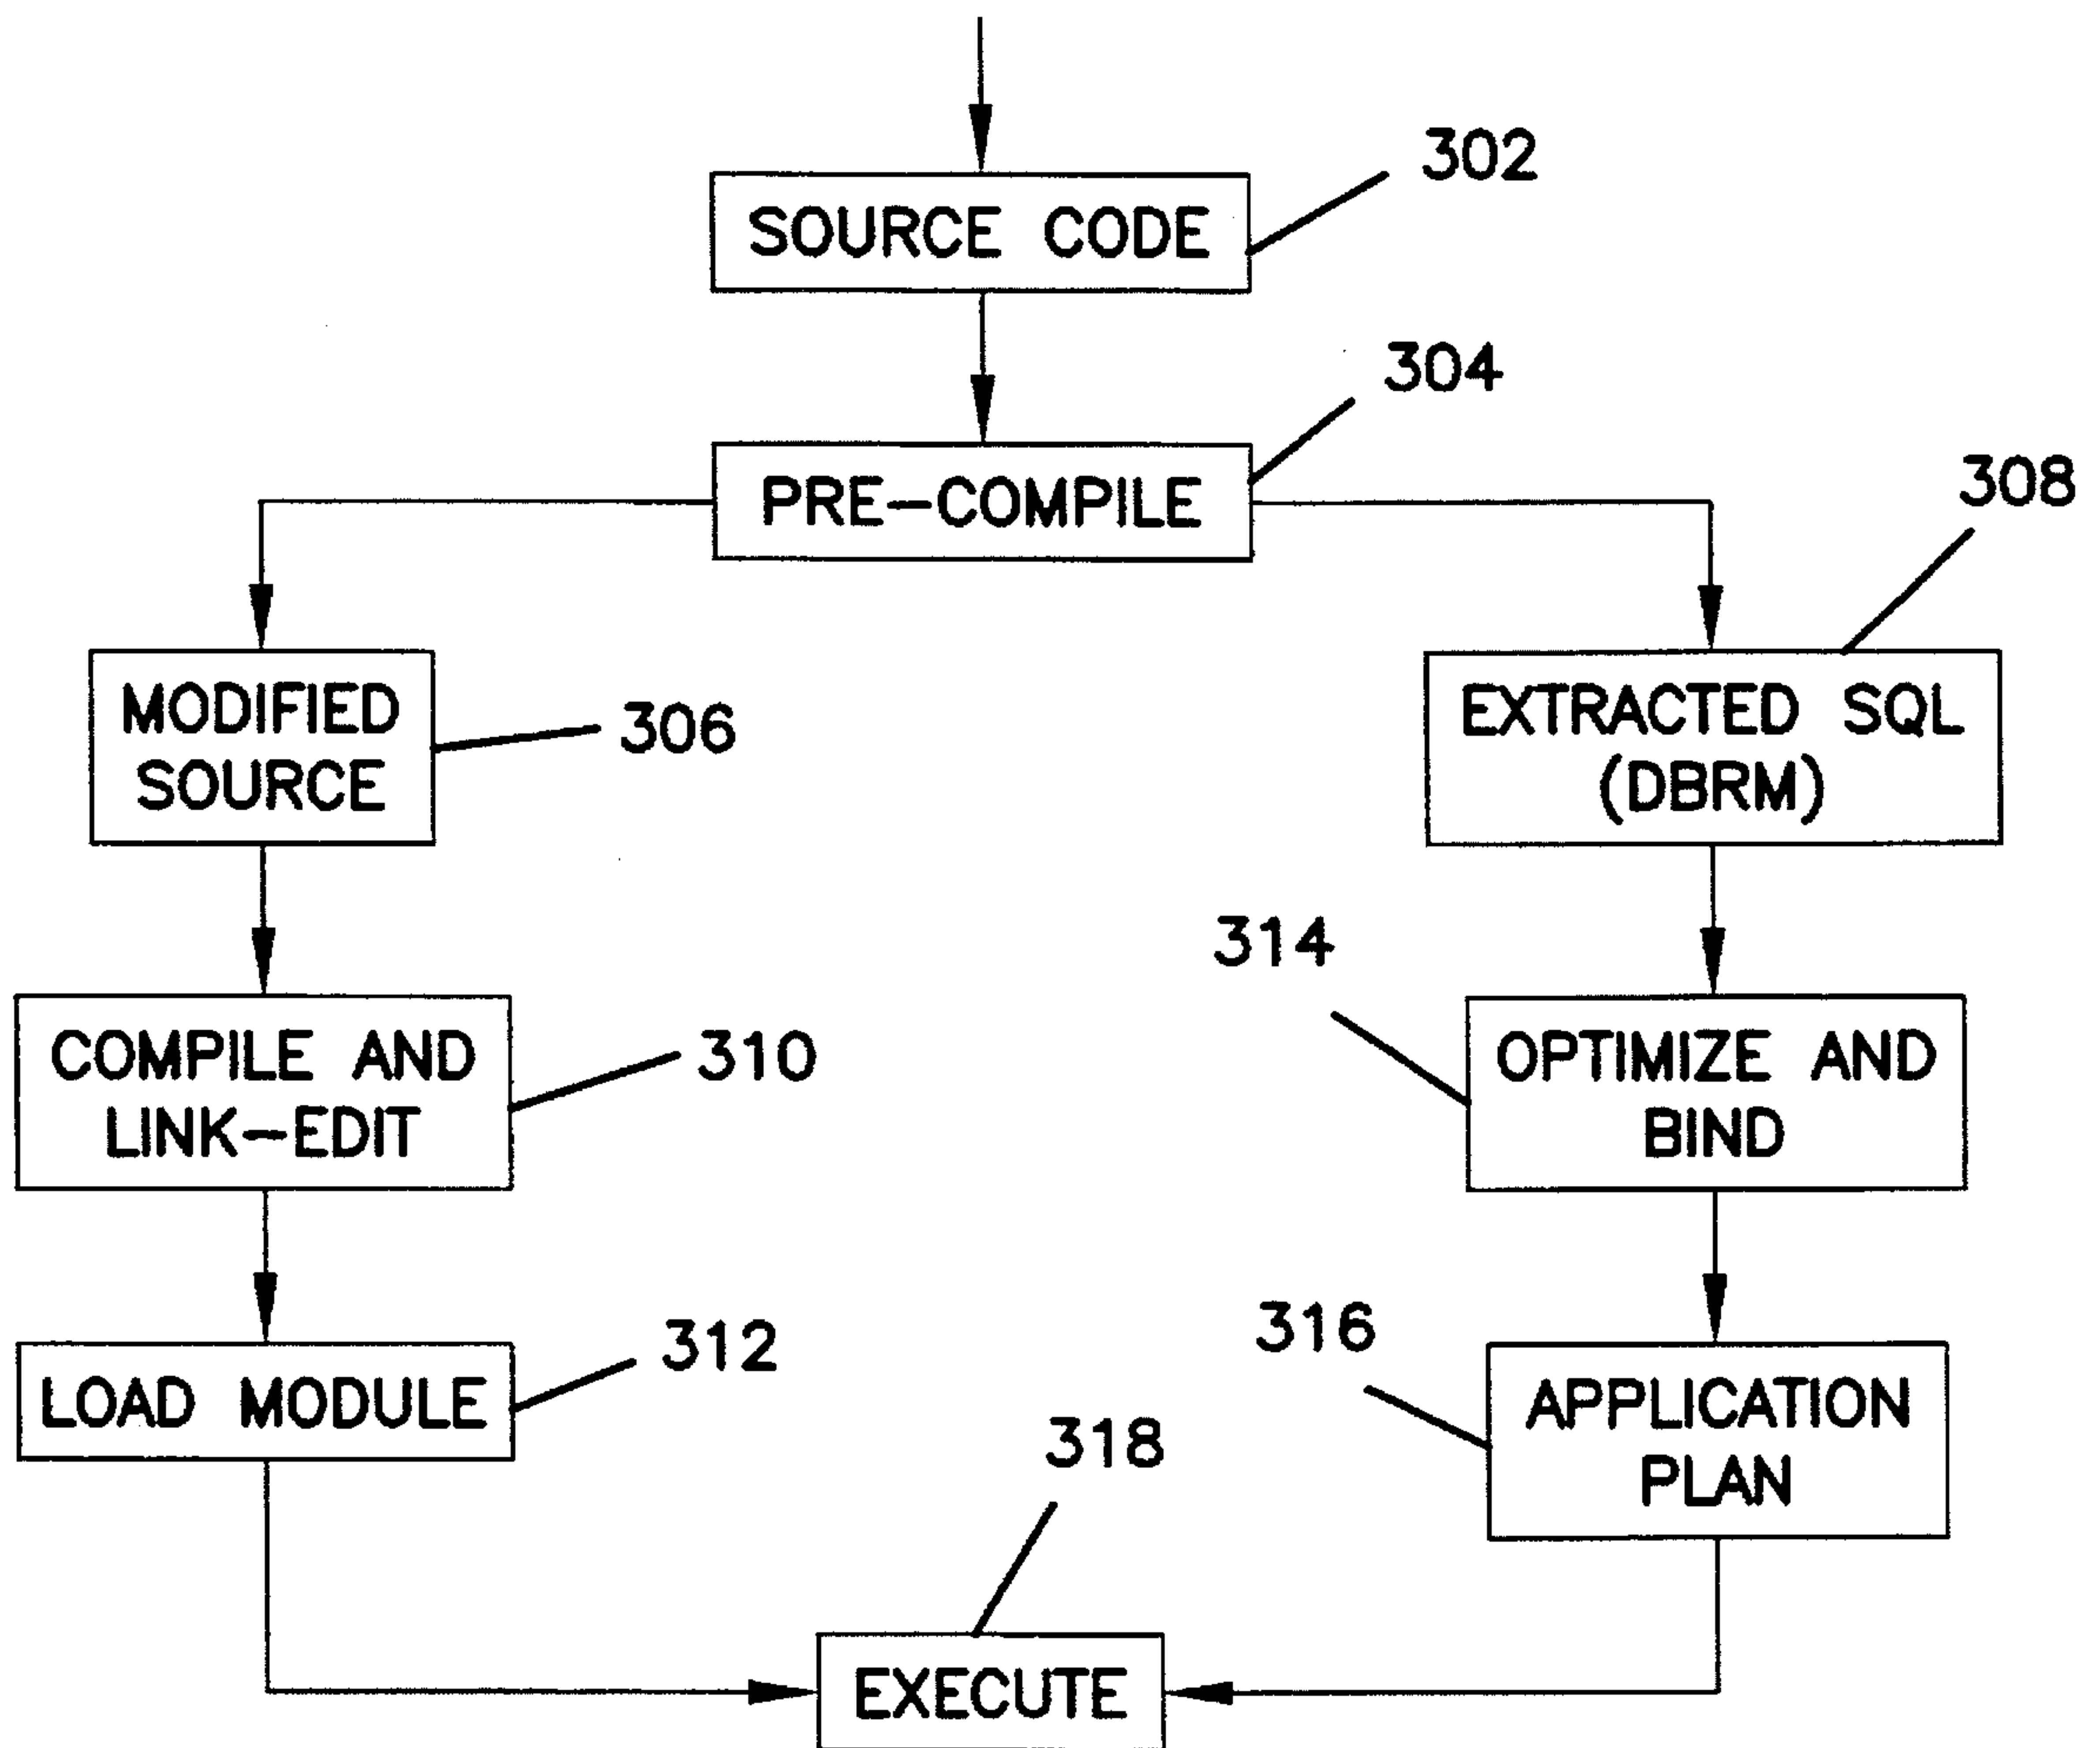 302
SOURCE CODE
304
PRE-COMPILE
308
MODIFIED
SOURCE
306
EXTRACTED SQL
(DBRM)
314
COMPILE AND
LINK-EDIT
310
OPTIMIZE AND
BIND
316
LOAD MODULE
312
APPLICATION
PLAN
318
EXECUTE